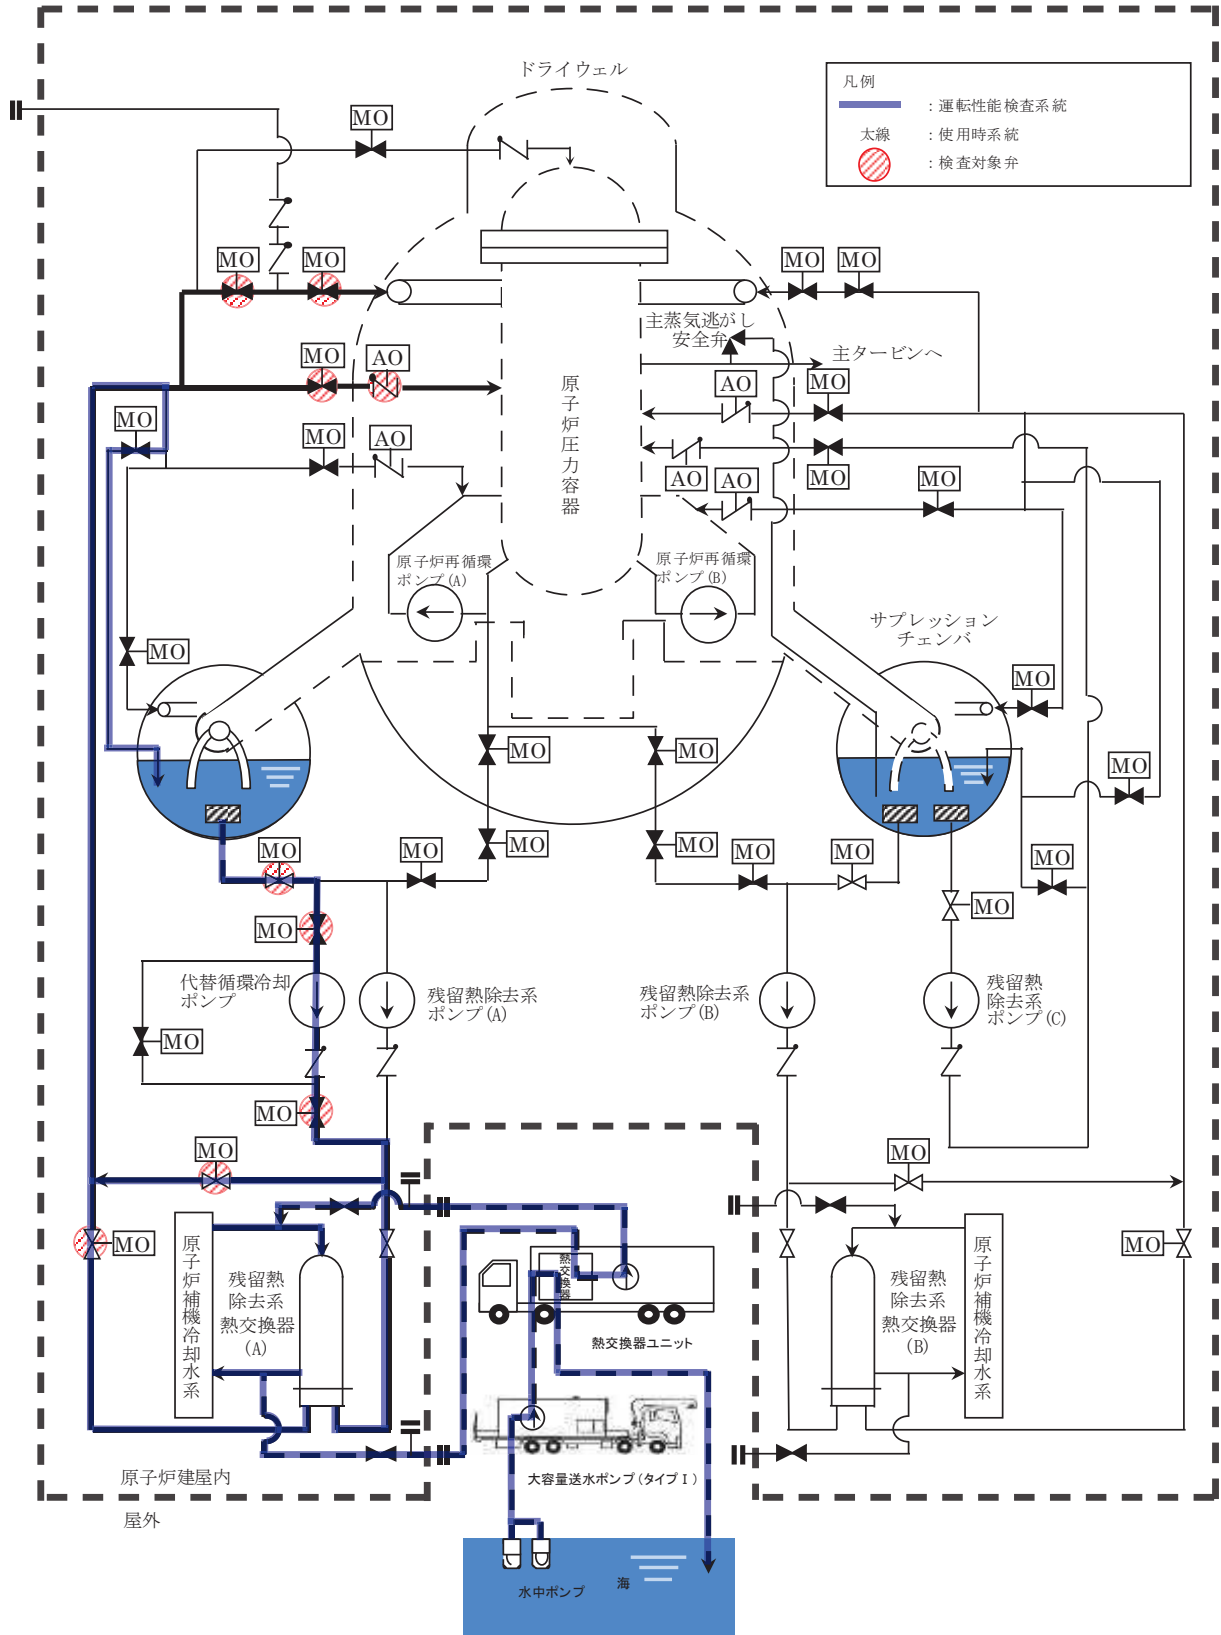 ドライウェル
凡例
：運転性能検査系統
太線
：使用時系統
：検査対象弁
MO
MO
MO
MO
MO
主蒸気逃がし
安全弁
主タービンへ
MO
AO
AO
MO
MO
MO
AO
原子炉圧力容器
AO
AO
MO
MO
原子炉再循環
ポンプ(A)
原子炉再循環
ポンプ(B)
サプレッション
チェンバ
MO
MO
MO
MO
MO
MO
MO
MO
MO
MO
MO
MO
MO
MO
代替循環冷却
ポンプ
残留熱除去系
ポンプ(A)
残留熱除去系
ポンプ(B)
残留熱
除去系
ポンプ(C)
MO
MO
MO
MO
MO
MO
原子炉補機冷却水系
残留熱
除去系
熱交換器
(A)
熱交換器
熱交換器ユニット
残留熱
除去系
熱交換器
(B)
原子炉補機冷却水系
大容量送水ポンプ(タイプⅠ)
原子炉建屋内
屋外
水中ポンプ
海